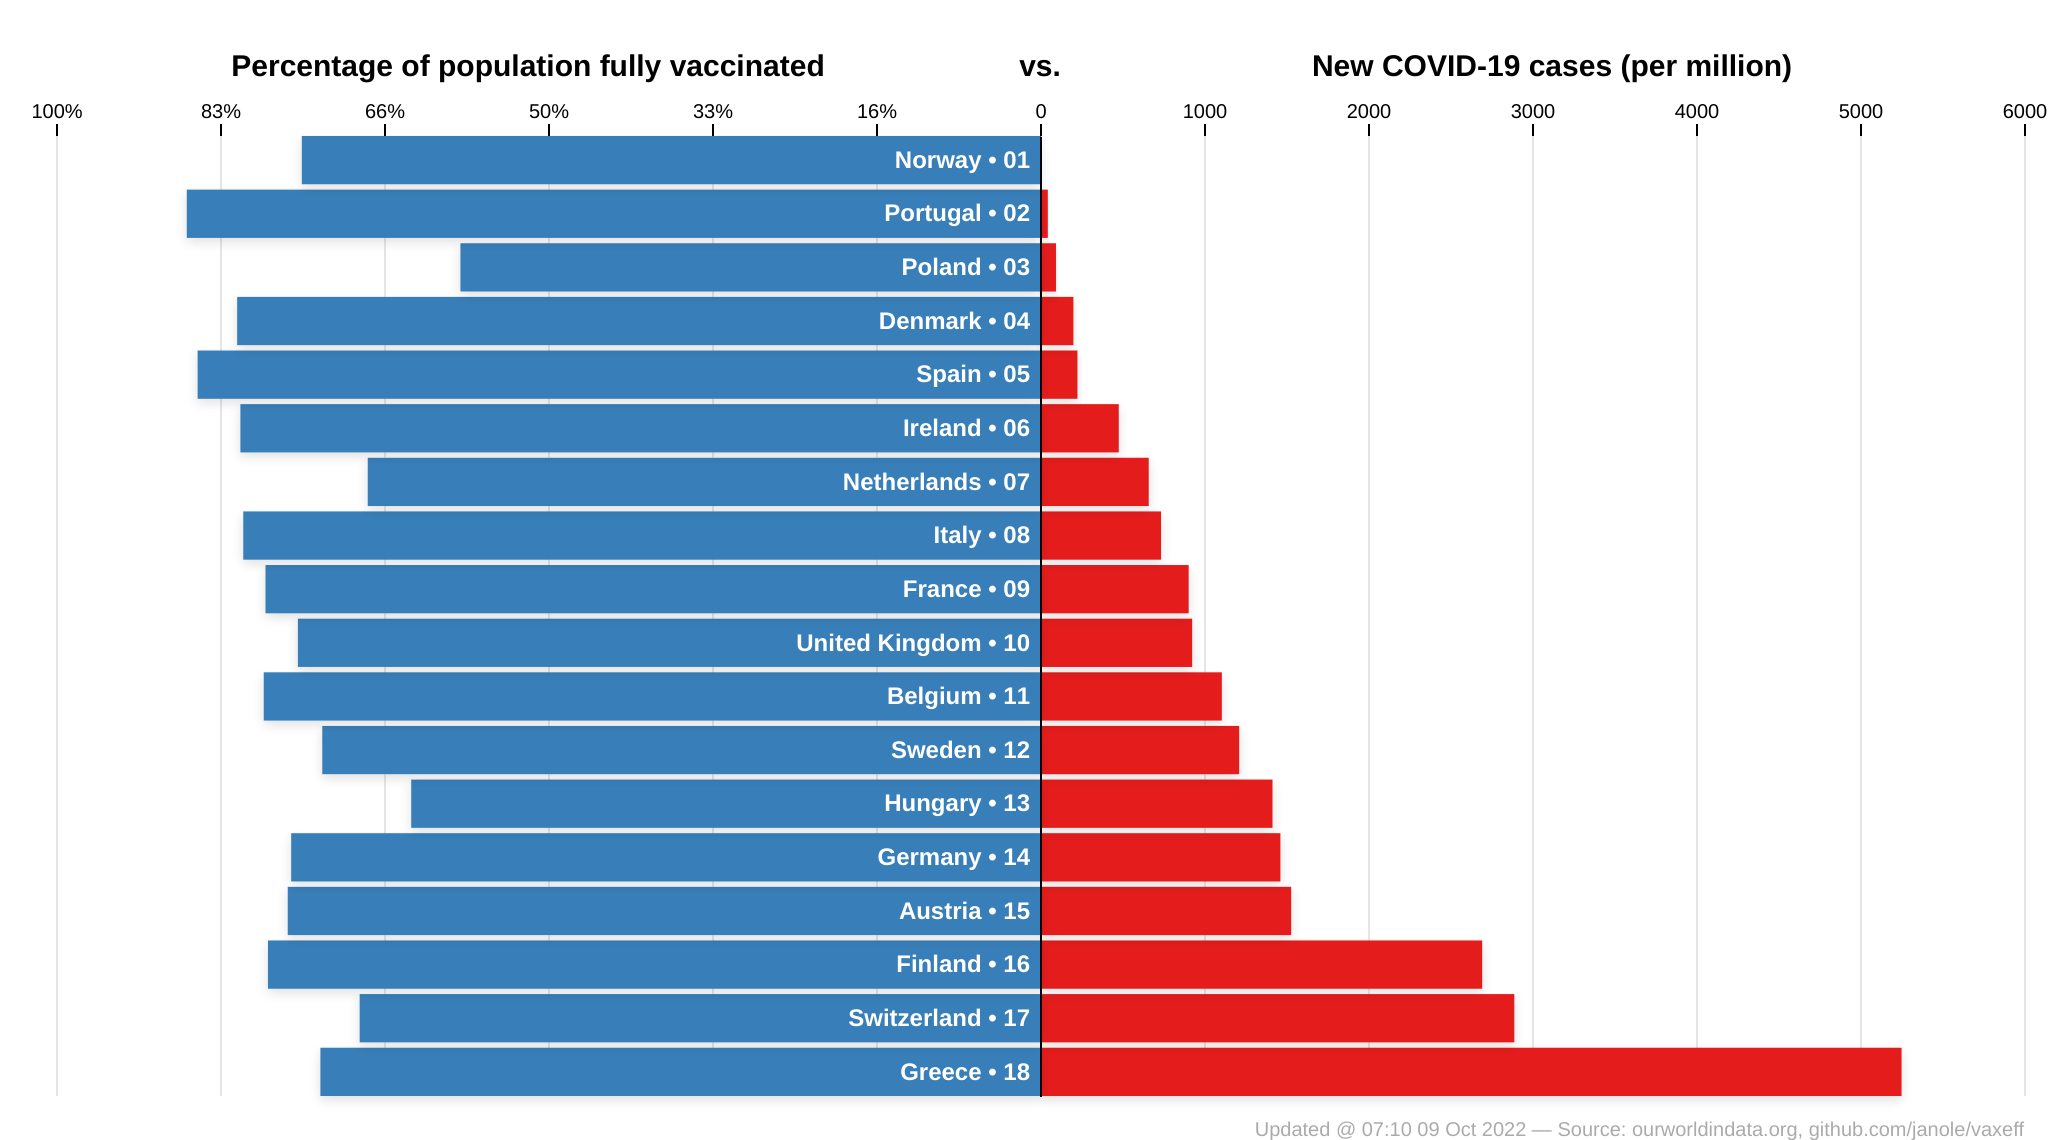 Percentage of population fully vaccinated vs. New COVID-19 cases (per million)
100% 83% 66% 50% 33% 16% 0 1000 2000 3000 4000 5000 6000
Norway • 01
Portugal • 02
Poland • 03
Denmark • 04
Spain • 05
Ireland • 06
Netherlands • 07
Italy • 08
France • 09
United Kingdom • 10
Belgium • 11
Sweden • 12
Hungary • 13
Germany • 14
Austria • 15
Finland • 16
Switzerland • 17
Greece • 18
Updated @ 07:10 09 Oct 2022 — Source: ourworldindata.org, github.com/janole/vaxeff